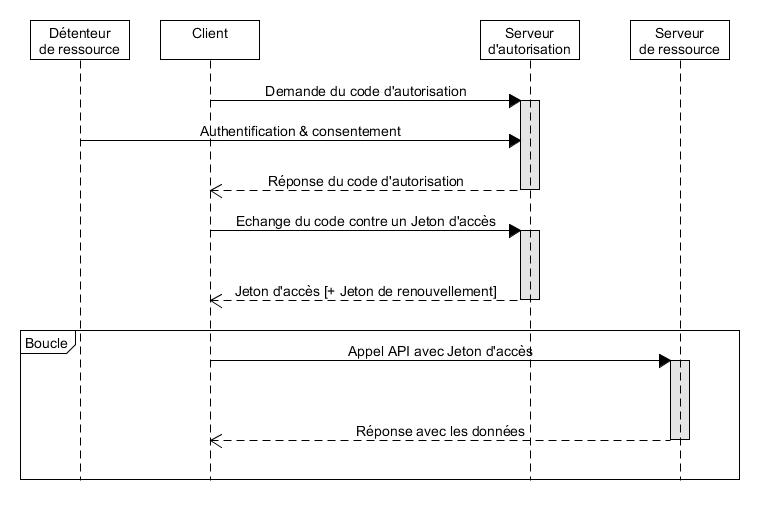 Détenteur
de ressource
Client
Serveur
d'autorisation
Serveur
de ressource
Demande du code d'autorisation
Authentification & consentement
Réponse du code d'autorisation
Echange du code contre un Jeton d'accès
Jeton d'accès [+ Jeton de renouvellement]
Boucle
Appel API avec Jeton d'accès
Réponse avec les données